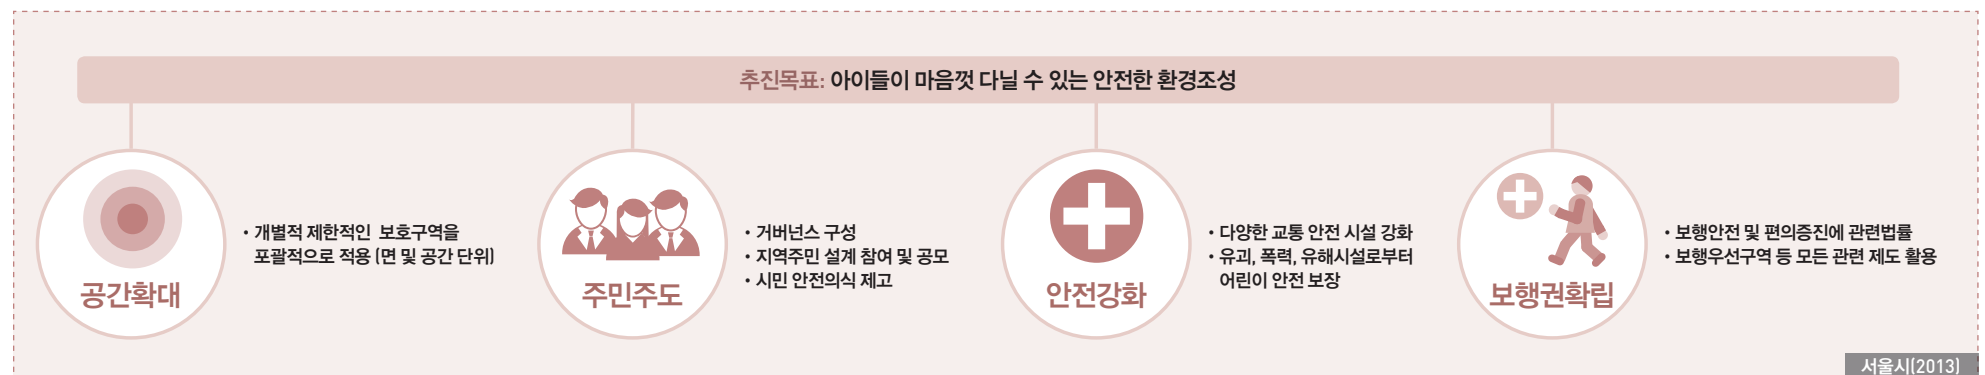 추진목표: 아이들이 마음껏 다닐 수 있는 안전한 환경조성
공간확대
• 개별적 제한적인 보호구역을
포괄적으로 적용 (면 및 공간 단위)
주민주도
• 거버넌스 구성
• 지역주민 설계 참여 및 공모
• 시민 안전의식 제고
안전강화
• 다양한 교통 안전 시설 강화
• 유괴, 폭력, 유해시설로부터
어린이 안전 보장
보행권확립
• 보행안전 및 편의증진에 관련법률
• 보행우선구역 등 모든 관련 제도 활용
서울시(2013)